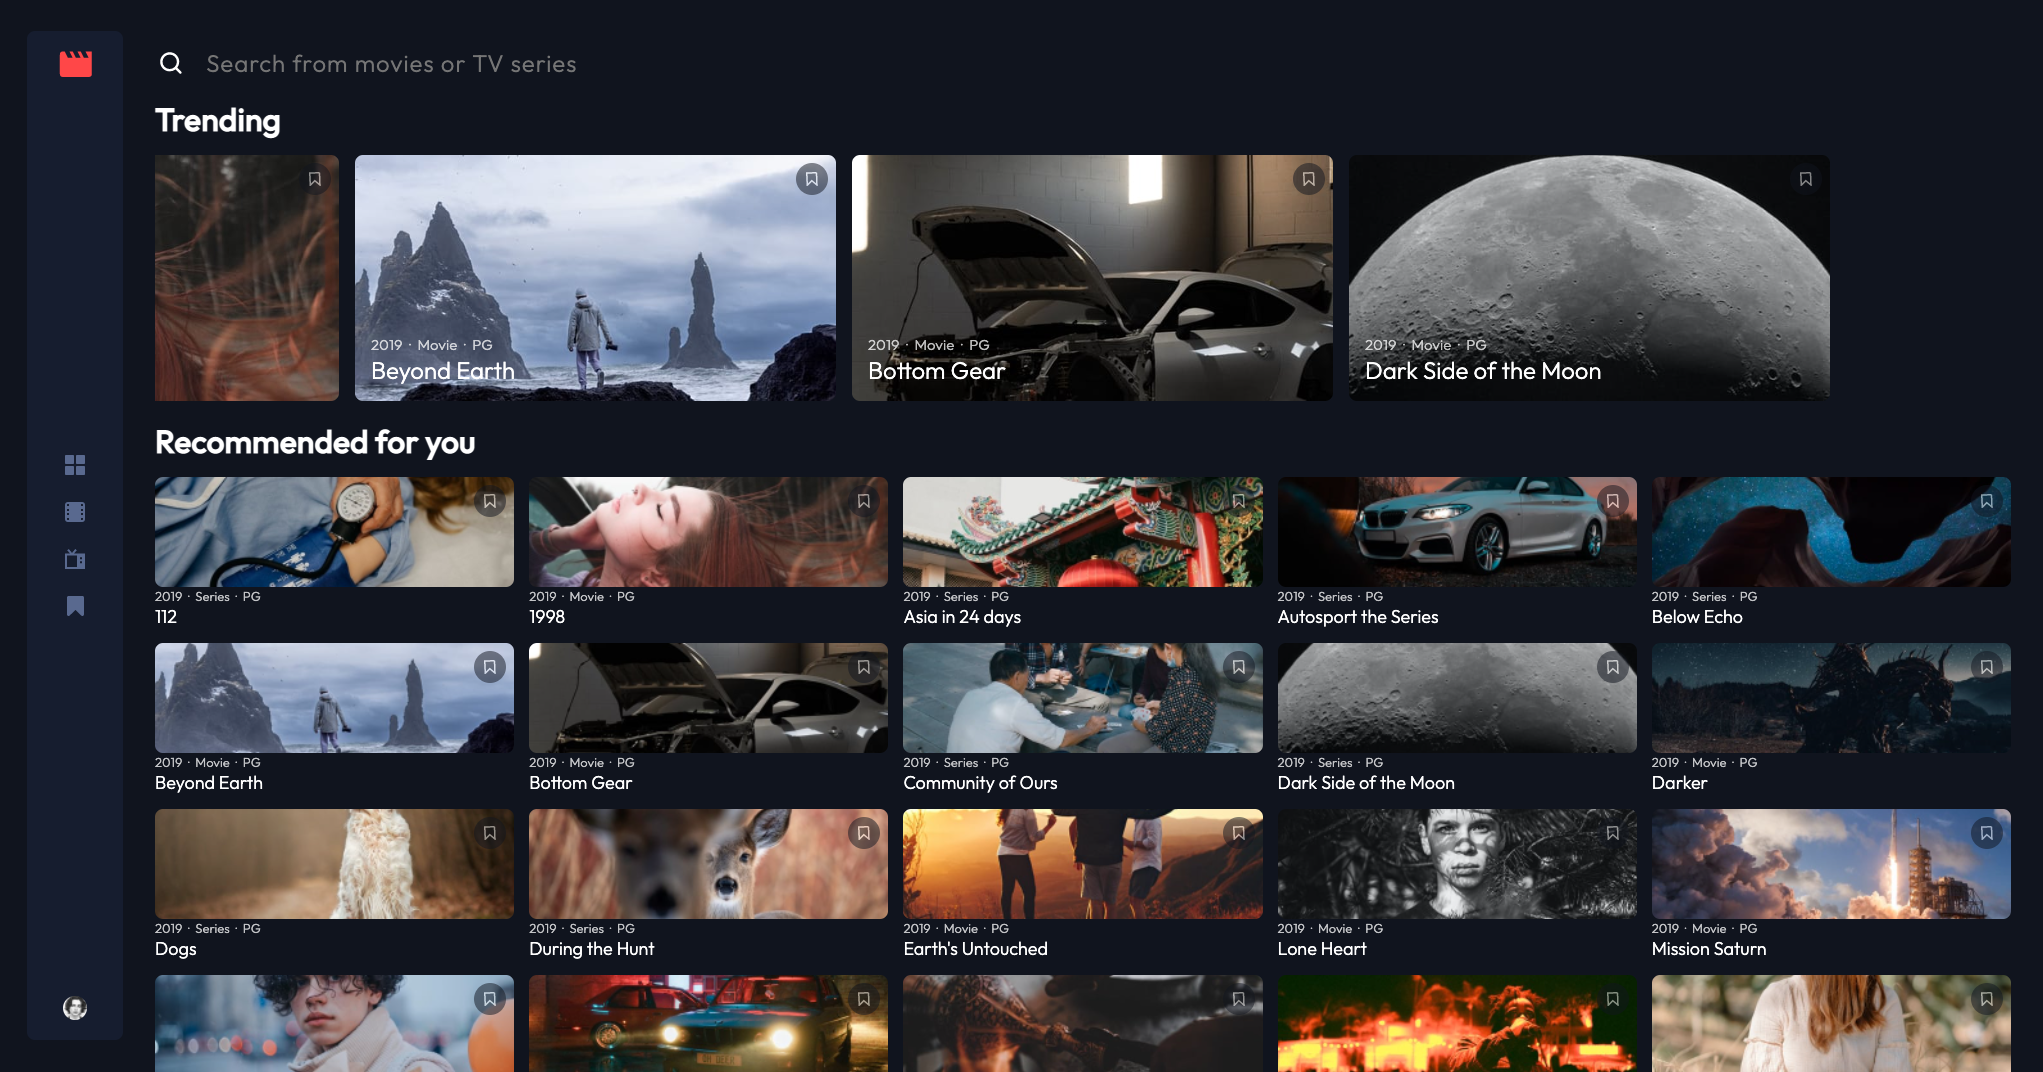 Search from movies or TV series
Trending
2019 · Movie · PG
Beyond Earth
2019 · Movie · PG
Bottom Gear
2019 · Movie · PG
Dark Side of the Moon
Recommended for you
2019 · Series · PG
112
2019 · Movie · PG
1998
2019 · Series · PG
Asia in 24 days
2019 · Series · PG
Autosport the Series
2019 · Series · PG
Below Echo
2019 · Movie · PG
Beyond Earth
2019 · Movie · PG
Bottom Gear
2019 · Series · PG
Community of Ours
2019 · Series · PG
Dark Side of the Moon
2019 · Movie · PG
Darker
2019 · Series · PG
Dogs
2019 · Series · PG
During the Hunt
2019 · Movie · PG
Earth's Untouched
2019 · Movie · PG
Lone Heart
2019 · Movie · PG
Mission Saturn